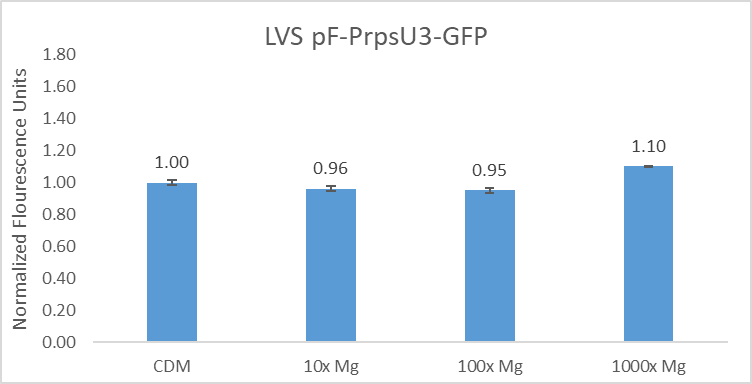 LVS pF-PrpsU3-GFP
Normalized Flourescence Units
1.80
1.60
1.40
1.20
1.00
0.80
0.60
0.40
0.20
0.00
1.00
0.96
0.95
1.10
CDM
10x Mg
100x Mg
1000x Mg